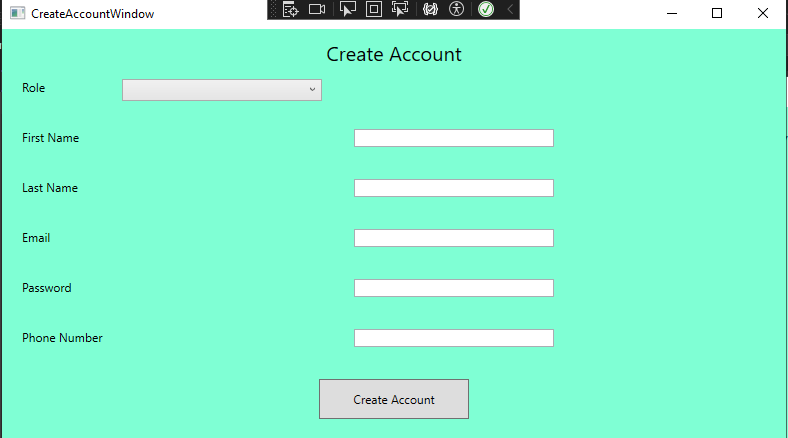 CreateAccountWindow
Create Account
Role
First Name
Last Name
Email
Password
Phone Number
Create Account